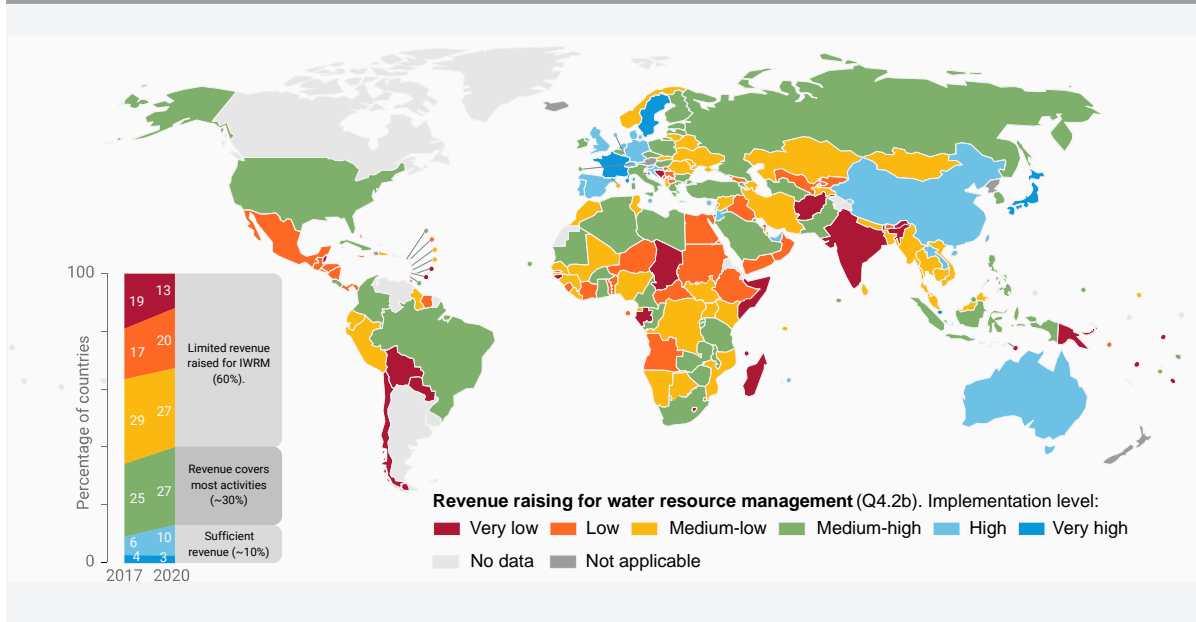 100
Percentage of countries
0
19 13
17 20
29 27
25 27
6 10
4 3
2017 2020
Limited revenue
raised for IWRM
(60%).
Revenue covers
most activities
(~30%)
Sufficient
revenue (~10%)
Revenue raising for water resource management (Q4.2b). Implementation level:
Very low Low Medium-low Medium-high High Very high
No data Not applicable